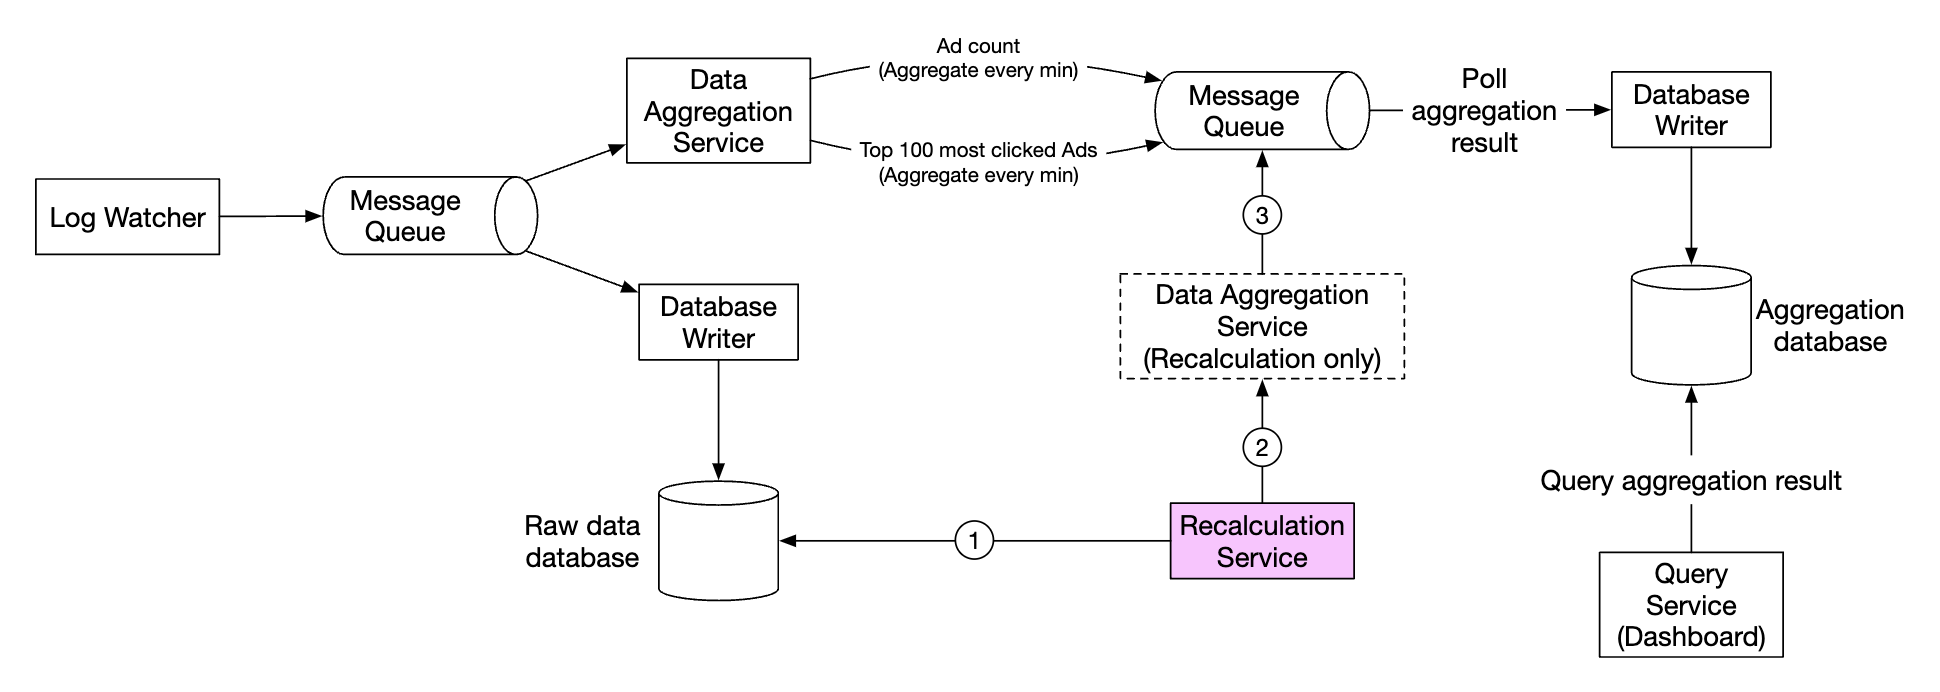 Ad count
(Aggregate every min)
Data
Aggregation
Service
Message
Queue
Poll
aggregation
result
Database
Writer
Top 100 most clicked Ads
(Aggregate every min)
Log Watcher
Message
Queue
3
Database
Writer
Data Aggregation
Service
(Recalculation only)
Aggregation
database
2
Query aggregation result
Raw data
database
1
Recalculation
Service
Query
Service
(Dashboard)